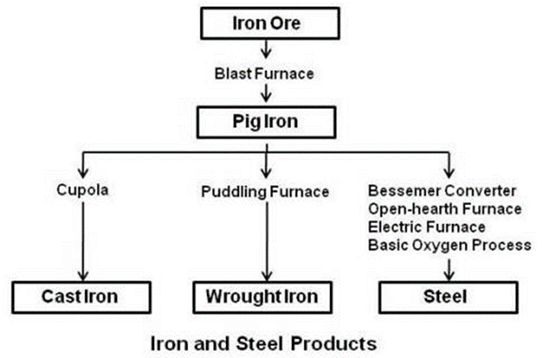 Iron Ore
Blast Furnace
Pig Iron
Cupola
Puddling Furnace
Bessemer Converter
Open-hearth Furnace
Electric Furnace
Basic Oxygen Process
Cast Iron
Wrought Iron
Steel
Iron and Steel Products